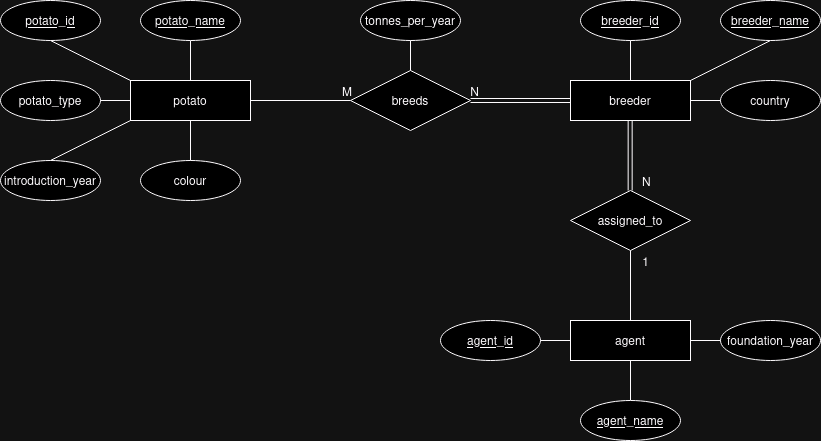 potato_id
potato_name
tonnes_per_year
breeder_id
breeder_name
M
N
potato_type
potato
breeds
breeder
country
introduction_year
colour
N
assigned_to
1
agent_id
agent
foundation_year
agent_name